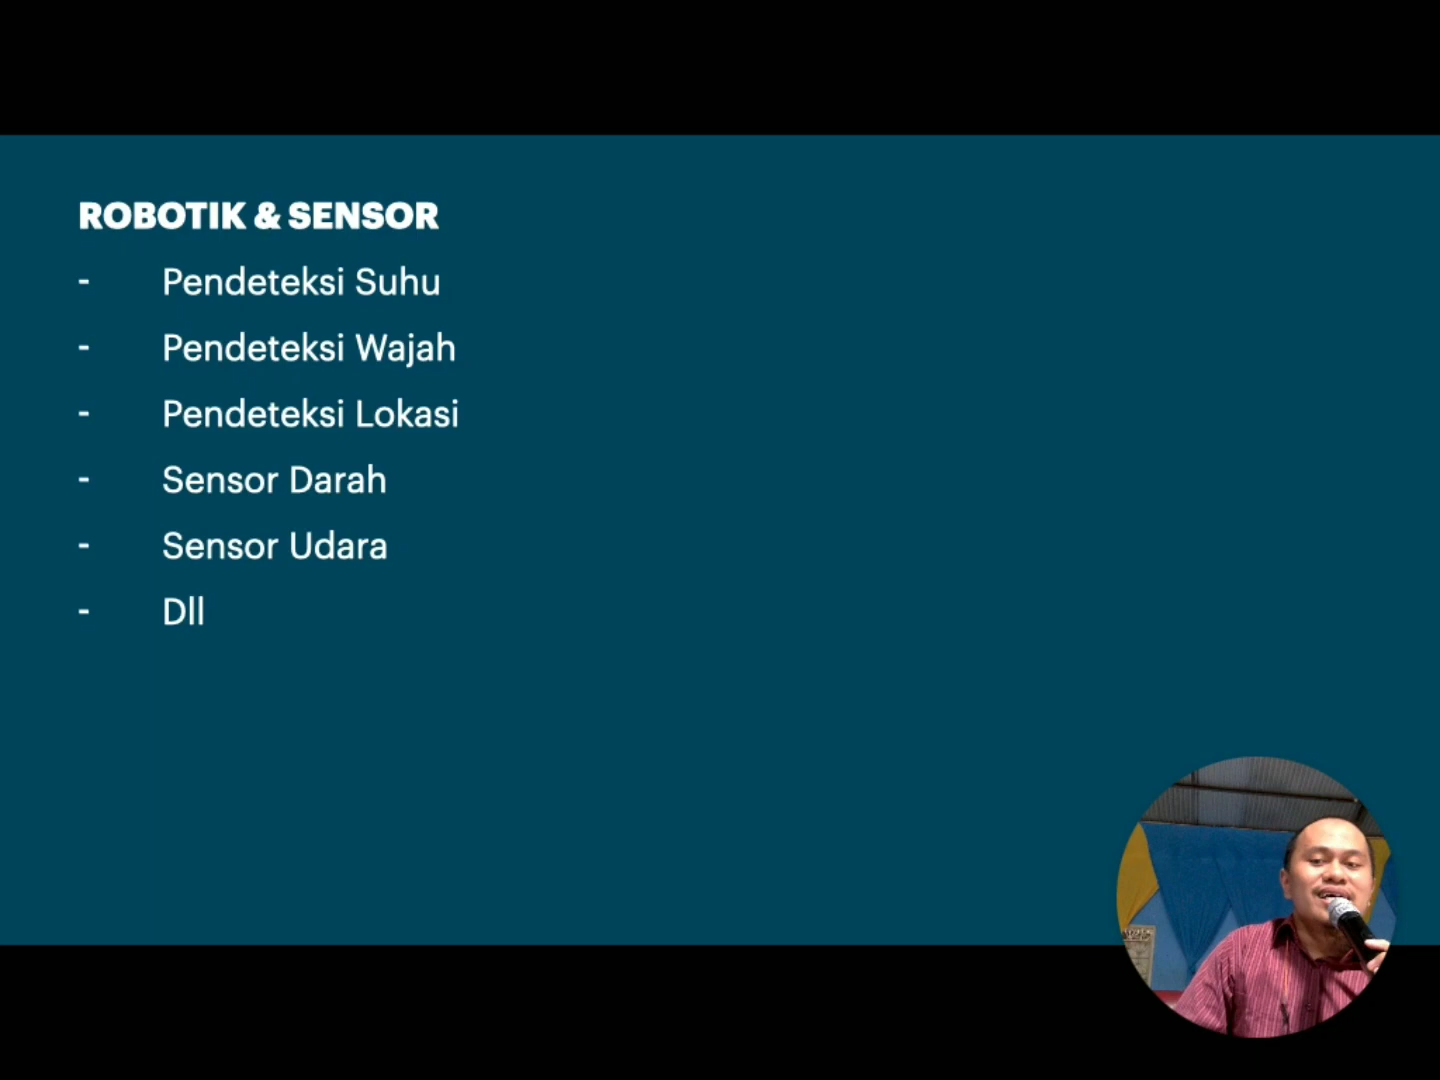 ROBOTIK & SENSOR
- Pendeteksi Suhu
- Pendeteksi Wajah
- Pendeteksi Lokasi
- Sensor Darah
- Sensor Udara
- Dll